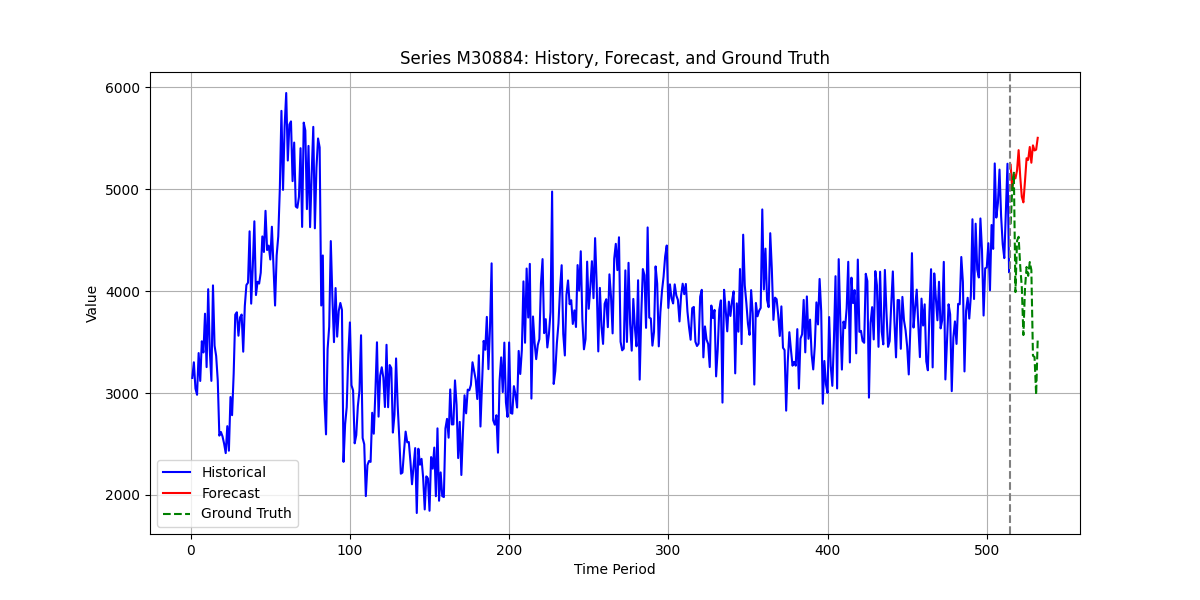 Series M30884: History, Forecast, and Ground Truth
6000
5000
4000
3000
2000
Value
Historical
Forecast
Ground Truth
0 100 200 300 400 500
Time Period